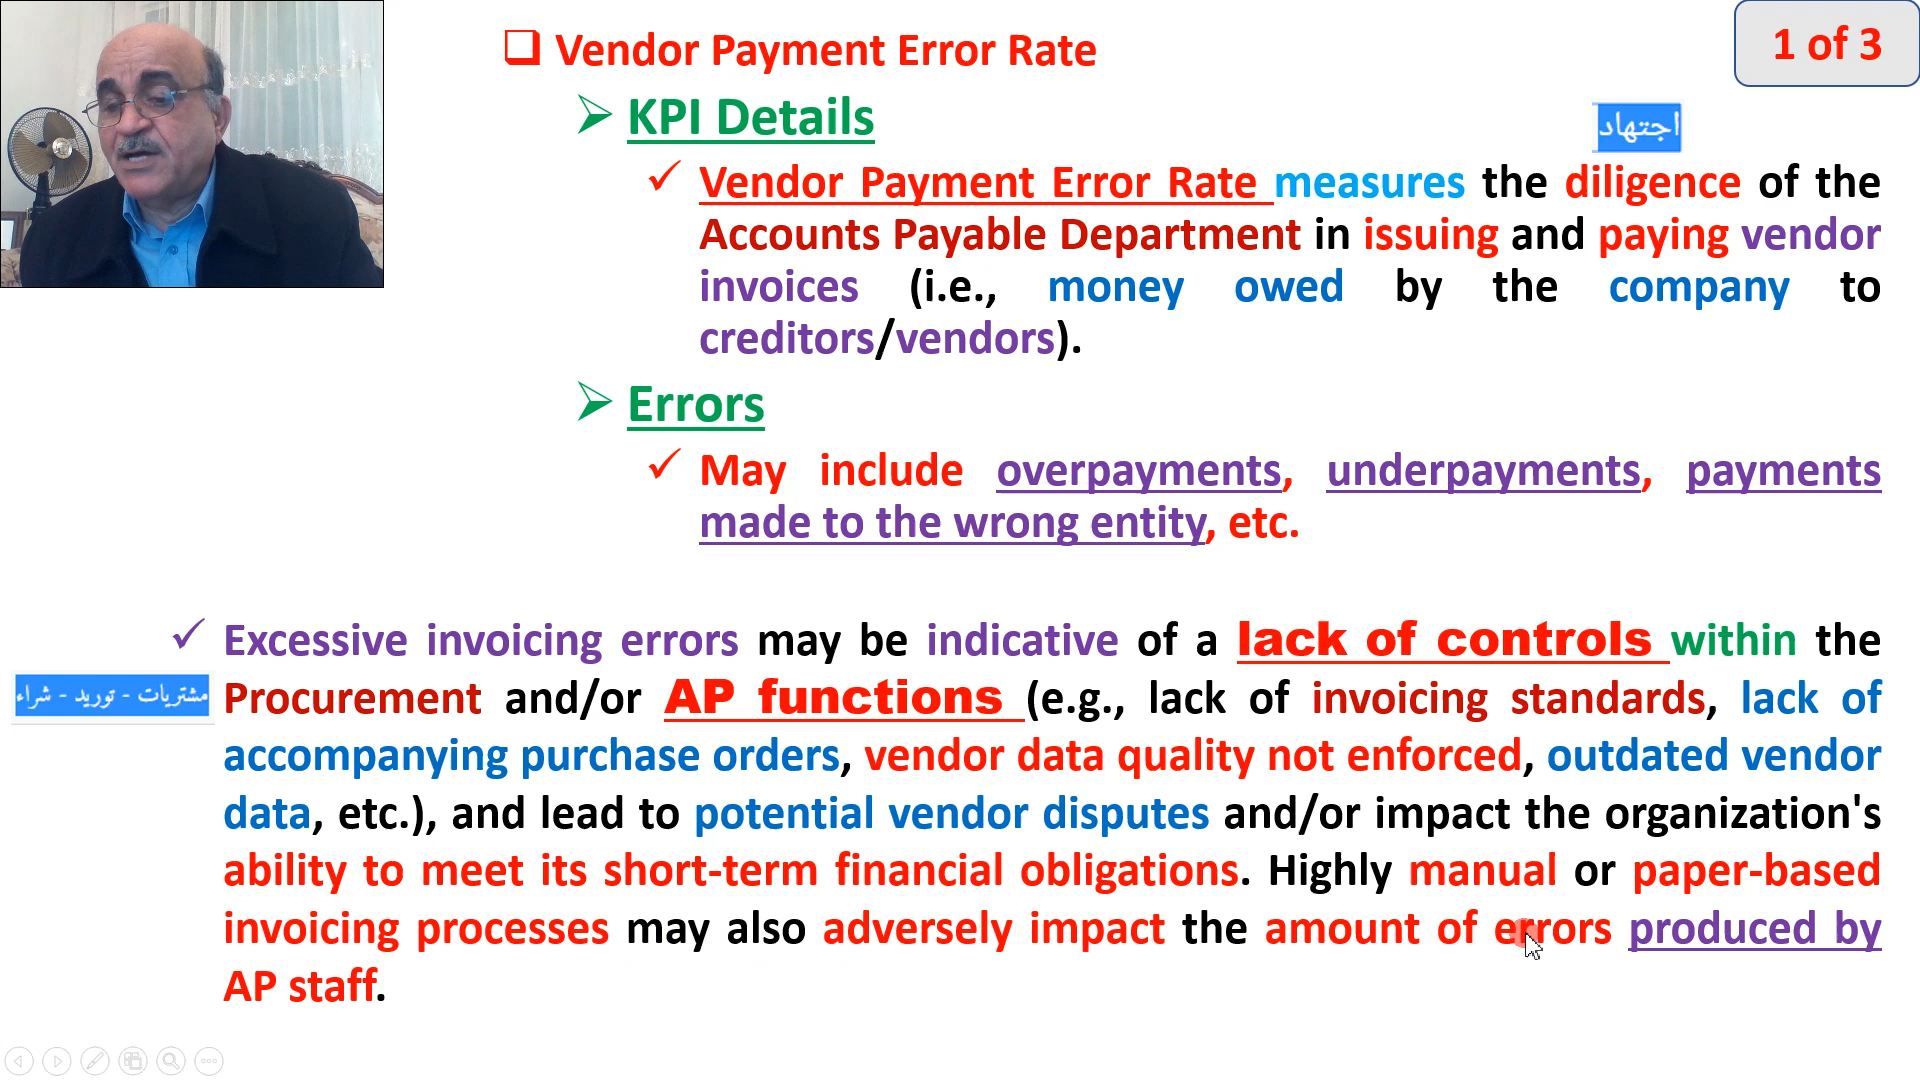 1 of 3
Vendor Payment Error Rate
KPI Details
اجتهاد
Vendor Payment Error Rate measures the diligence of the
Accounts Payable Department in issuing and paying vendor
invoices (i.e., money owed by the company to
creditors/vendors).
Errors
May include overpayments, underpayments, payments
made to the wrong entity, etc.
Excessive invoicing errors may be indicative of a lack of controls within the
مشتريات - توريد - شراء
Procurement and/or AP functions (e.g., lack of invoicing standards, lack of
accompanying purchase orders, vendor data quality not enforced, outdated vendor
data, etc.), and lead to potential vendor disputes and/or impact the organization's
ability to meet its short-term financial obligations. Highly manual or paper-based
invoicing processes may also adversely impact the amount of errors produced by
AP staff.